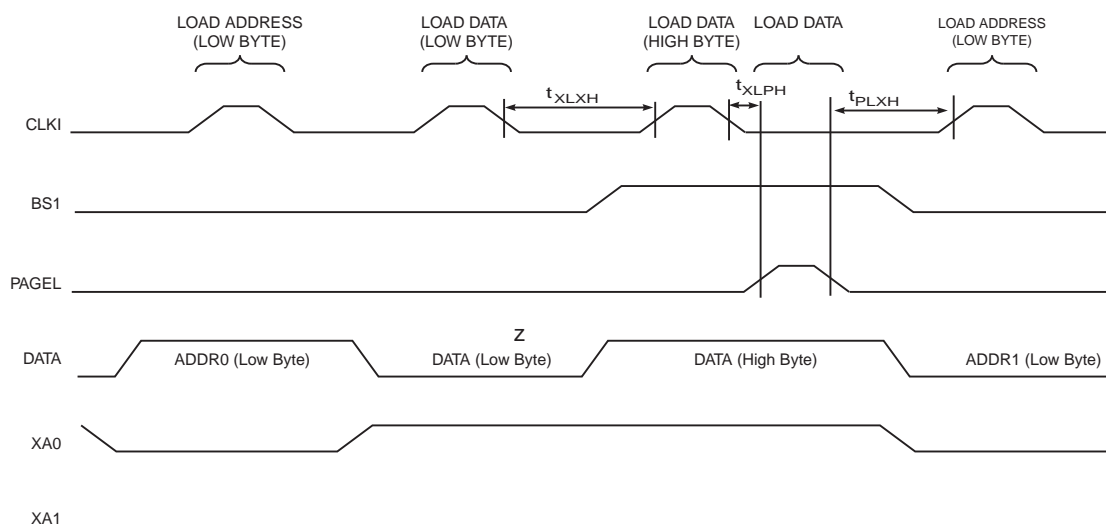 LOAD ADDRESS
(LOW BYTE)
LOAD DATA
(LOW BYTE)
LOAD DATA
(HIGH BYTE)
LOAD DATA
LOAD ADDRESS
(LOW BYTE)
tXLXH
tXLPH
tPLXH
CLKI
BS1
PAGEL
z
DATA
ADDR0 (Low Byte)
DATA (Low Byte)
DATA (High Byte)
ADDR1 (Low Byte)
XA0
XA1